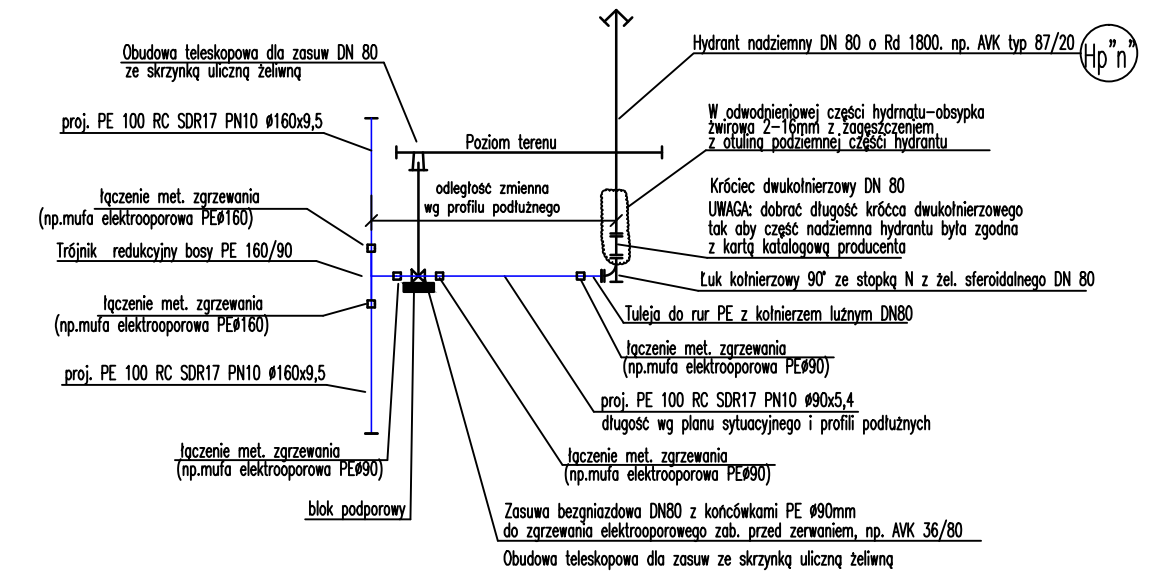 Obudowa teleskopowa dla zasuw DN 80
ze skrzynką uliczną żeliwną
proj. PE 100 RC SDR17 PN10 ø160x9,5
łączenie met. zgrzewania
(np.mufa elektrooporowa PEø160)
Trójnik redukcyjny bosy PE 160/90
łączenie met. zgrzewania
(np.mufa elektrooporowa PEø160)
proj. PE 100 RC SDR17 PN10 ø160x9,5
łączenie met. zgrzewania
(np.mufa elektrooporowa PEø90)
blok podporowy
Poziom terenu
odległość zmienna
wg profilu podłużnego
Hydrant nadziemny DN 80 o Rd 1800. np. AVK typ 87/20
Hp"n"
W odwodnieniowej części hydrnatu-obsypka
żwirowa 2-16mm z zagęszczeniem
z otuliną podziemnej części hydrantu
Króciec dwukołnierzowy DN 80
UWAGA: dobrać długość króćca dwukołnierzowego
tak aby część nadziemna hydrantu była zgodna
z kartą katalogową producenta
Łuk kołnierzowy 90° ze stopką N z żel. sferoidalnego DN 80
Tuleja do rur PE z kołnierzem luźnym DN80
łączenie met. zgrzewania
(np.mufa elektrooporowa PEø90)
proj. PE 100 RC SDR17 PN10 ø90x5,4
długość wg planu sytuacyjnego i profili podłużnych
łączenie met. zgrzewania
(np.mufa elektrooporowa PEø90)
Zasuwa bezgniazdowa DN80 z końcówkami PE ø90mm
do zgrzewania elektrooporowego zab. przed zerwaniem, np. AVK 36/80
Obudowa teleskopowa dla zasuw ze skrzynką uliczną żeliwną